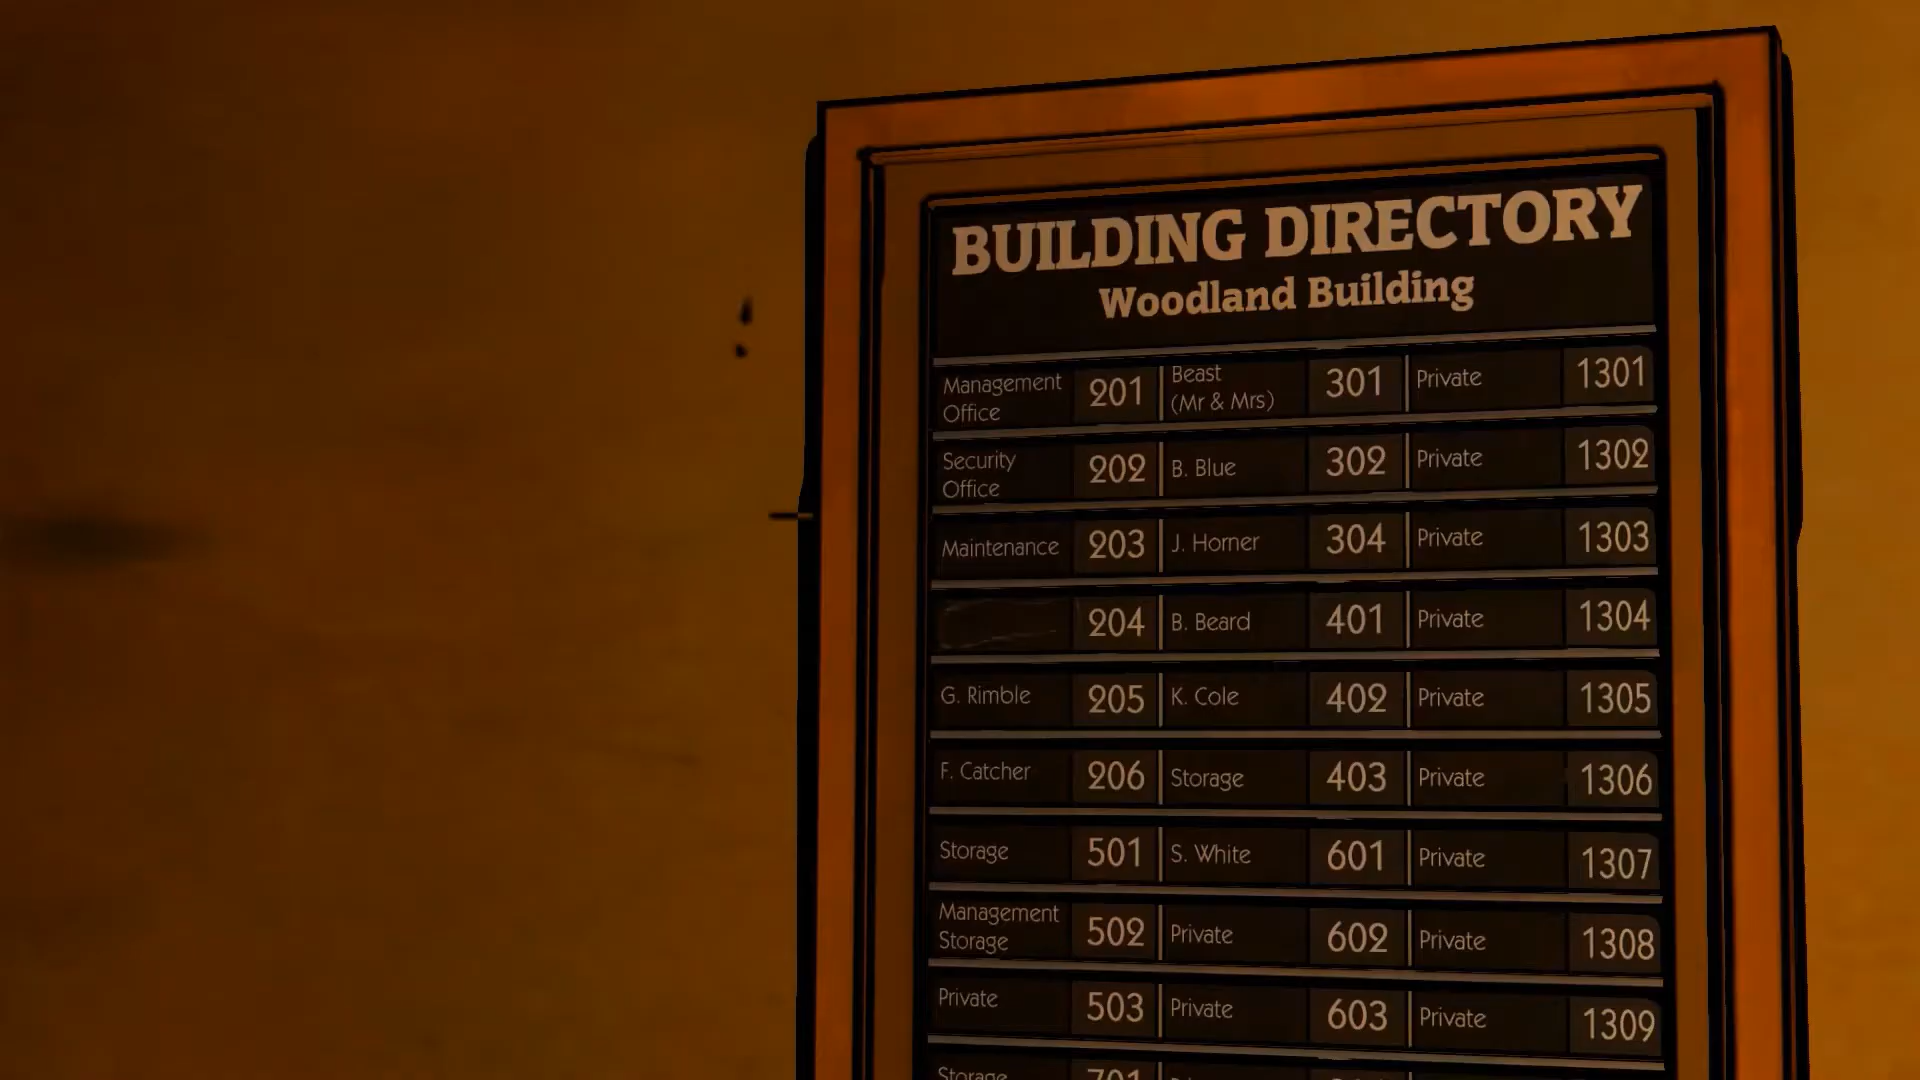 BUILDING DIRECTORY
Woodland Building
Management Office 201 Beast (Mr & Mrs) 301 Private 1301
Security Office 202 B. Blue 302 Private 1302
Maintenance 203 J. Horner 304 Private 1303
204 B. Beard 401 Private 1304
G. Rimble 205 K. Cole 402 Private 1305
F. Catcher 206 Storage 403 Private 1306
Storage 501 S. White 601 Private 1307
Management Storage 502 Private 602 Private 1308
Private 503 Private 603 Private 1309
Storage 701